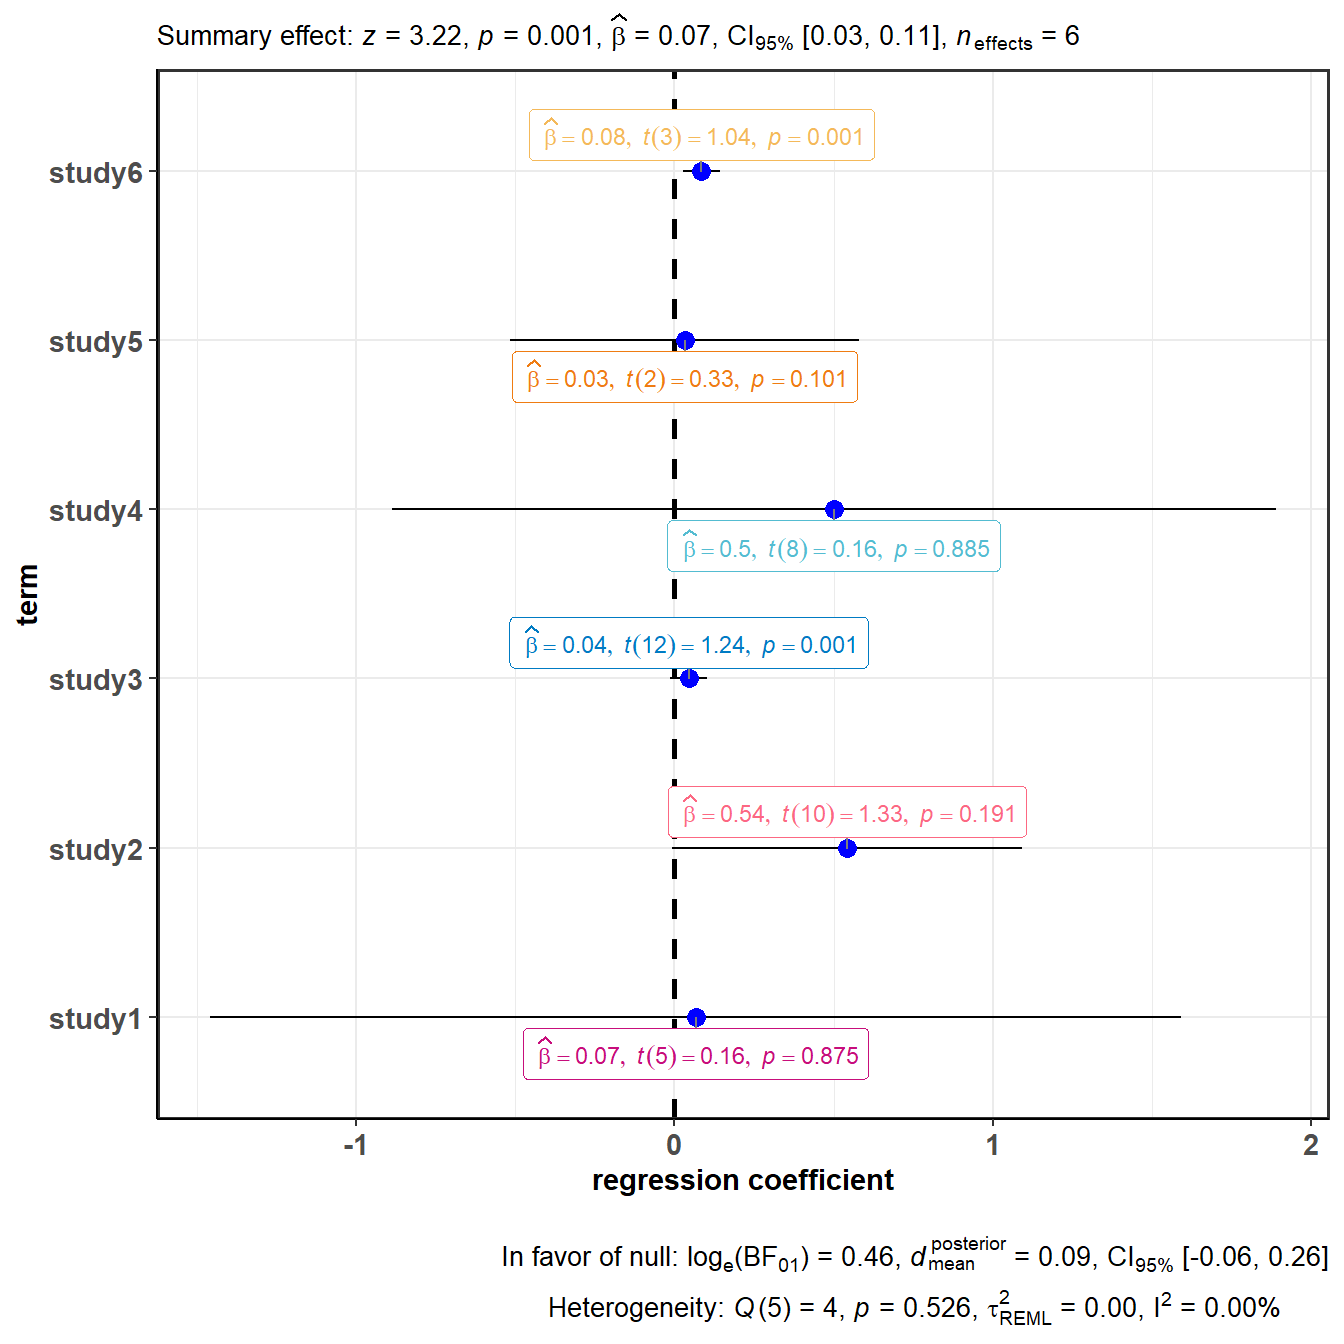 Summary effect: z = 3.22, p = 0.001, β̂ = 0.07, CI95% [0.03, 0.11], neffects = 6
β̂ = 0.08, t(3) = 1.04, p = 0.001
study6
study5
β̂ = 0.03, t(2) = 0.33, p = 0.101
study4
β̂ = 0.5, t(8) = 0.16, p = 0.885
term
β̂ = 0.04, t(12) = 1.24, p = 0.001
study3
β̂ = 0.54, t(10) = 1.33, p = 0.191
study2
study1
β̂ = 0.07, t(5) = 0.16, p = 0.875
-1 0 1 2
regression coefficient
In favor of null: loge(BF01) = 0.46, d posterior mean = 0.09, CI95% [-0.06, 0.26]
Heterogeneity: Q(5) = 4, p = 0.526, τ²REML = 0.00, I² = 0.00%